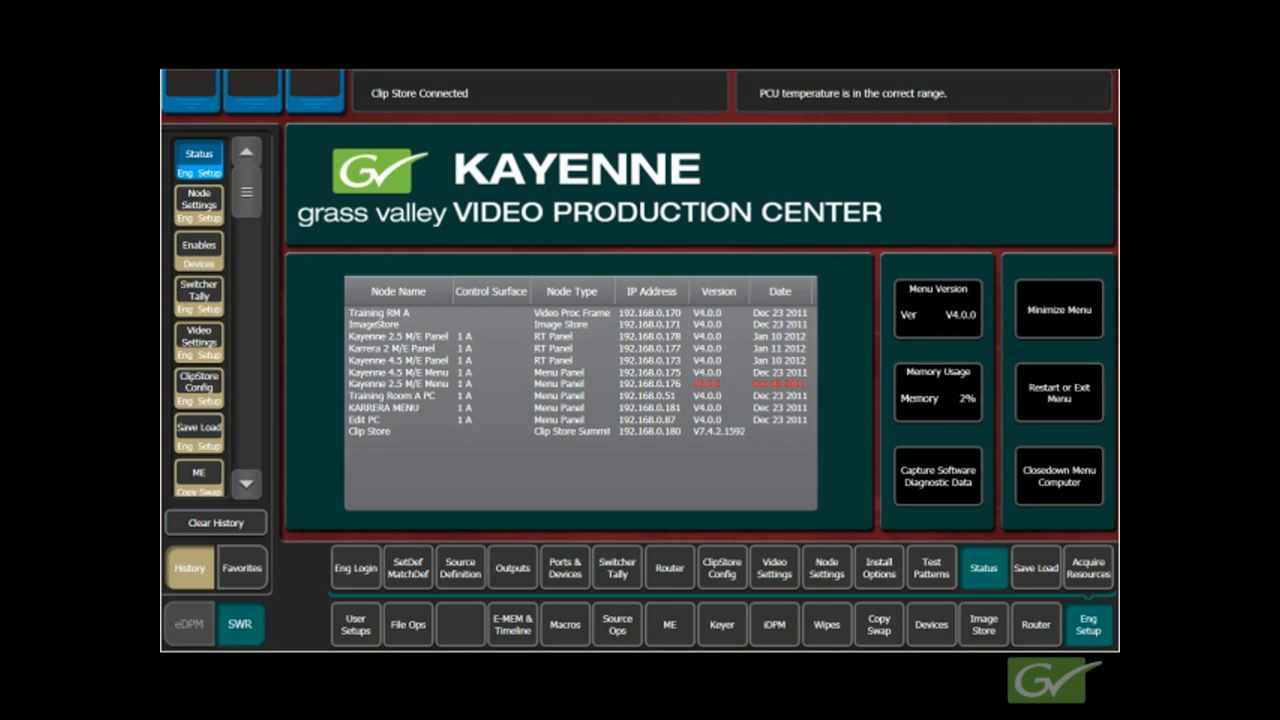 Clip Store Connected
PCU temperature is in the correct range.
Status
Eng Setup
Node
Settings
Eng Setup
Enables
Devices
Switcher
Tally
Eng Setup
Video
Settings
Eng Setup
ClipStore
Config
Eng Setup
Save Load
Eng Setup
ME
Copy Swap
Clear History
History
Favorites
eDPM
SWR
GV
grass valley
KAYENNE
VIDEO PRODUCTION CENTER
Node Name Control Surface Node Type IP Address Version Date
Training RM A Video Proc Frame 192.168.0.170 V4.0.0 Dec 23 2011
ImageStore Image Store 192.168.0.171 V4.0.0 Dec 23 2011
Kayenne 2.5 M/E Panel 1 A RT Panel 192.168.0.178 V4.0.0 Jan 10 2012
Karrera 2 M/E Panel 1 A RT Panel 192.168.0.177 V4.0.0 Jan 11 2012
Kayenne 4.5 M/E Panel 1 A RT Panel 192.168.0.173 V4.0.0 Jan 10 2012
Kayenne 4.5 M/E Menu 1 A Menu Panel 192.168.0.175 V4.0.0 Dec 23 2011
Kayenne 2.5 M/E Menu 1 A Menu Panel 192.168.0.176
Training Room A PC 1 A Menu Panel 192.168.0.51 V4.0.0 Dec 23 2011
KARRERA MENU 1 A Menu Panel 192.168.0.181 V4.0.0 Dec 23 2011
Edit PC 1 A Menu Panel 192.168.0.87 V4.0.0 Dec 23 2011
Clip Store Clip Store Summit 192.168.0.180 V7.4.2.1592
Menu Version
Ver V4.0.0
Memory Usage
Memory 2%
Capture Software
Diagnostic Data
Minimize Menu
Restart or Exit
Menu
Closedown Menu
Computer
Eng Login
SetDef
MatchDef
Source
Definition
Outputs
Ports &
Devices
Switcher
Tally
Router
ClipStore
Config
Video
Settings
Node
Settings
Install
Options
Test
Patterns
Status
Save Load
Acquire
Resources
User
Setups
File Ops
E-MEM &
Timeline
Macros
Source
Ops
ME
Keyer
iDPM
Wipes
Copy
Swap
Devices
Image
Store
Router
Eng
Setup
GV